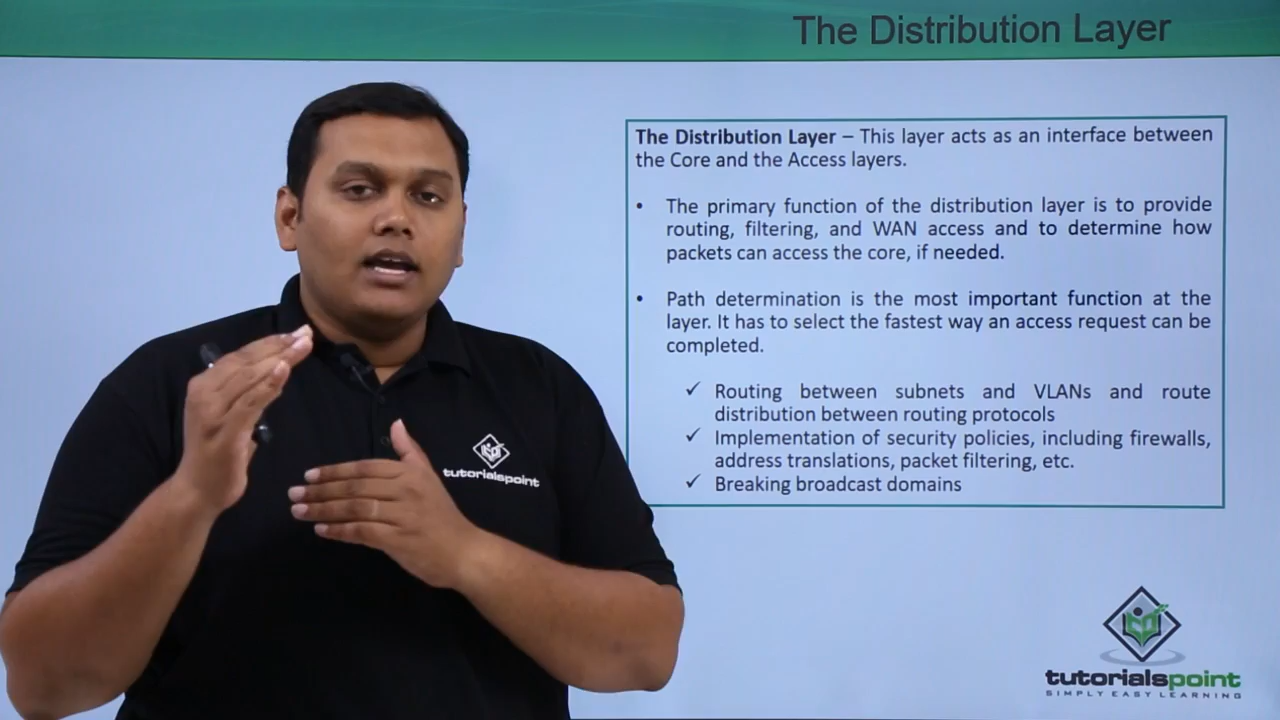 The Distribution Layer
The Distribution Layer – This layer acts as an interface between
the Core and the Access layers.
• The primary function of the distribution layer is to provide
routing, filtering, and WAN access and to determine how
packets can access the core, if needed.
• Path determination is the most important function at the
layer. It has to select the fastest way an access request can be
completed.
✓ Routing between subnets and VLANs and route
distribution between routing protocols
✓ Implementation of security policies, including firewalls,
address translations, packet filtering, etc.
✓ Breaking broadcast domains
tutorialspoint
tutorialspoint
SIMPLY EASY LEARNING